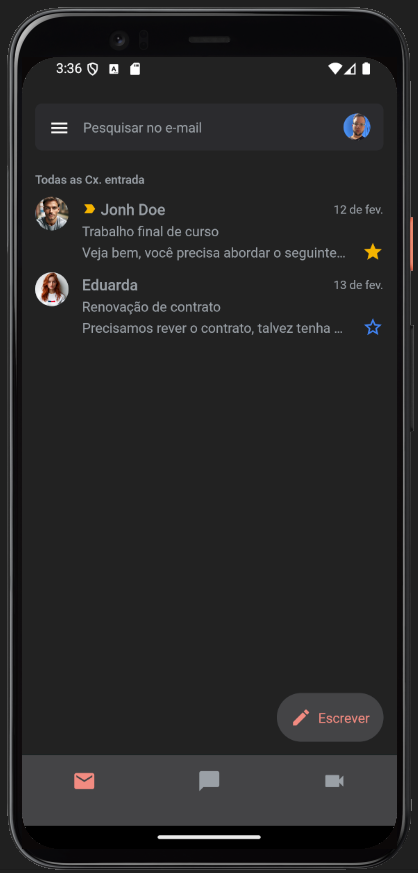 3:36
Pesquisar no e-mail
Todas as Cx. entrada
Jonh Doe 12 de fev.
Trabalho final de curso
Veja bem, você precisa abordar o seguinte...
Eduarda 13 de fev.
Renovação de contrato
Precisamos rever o contrato, talvez tenha ...
Escrever